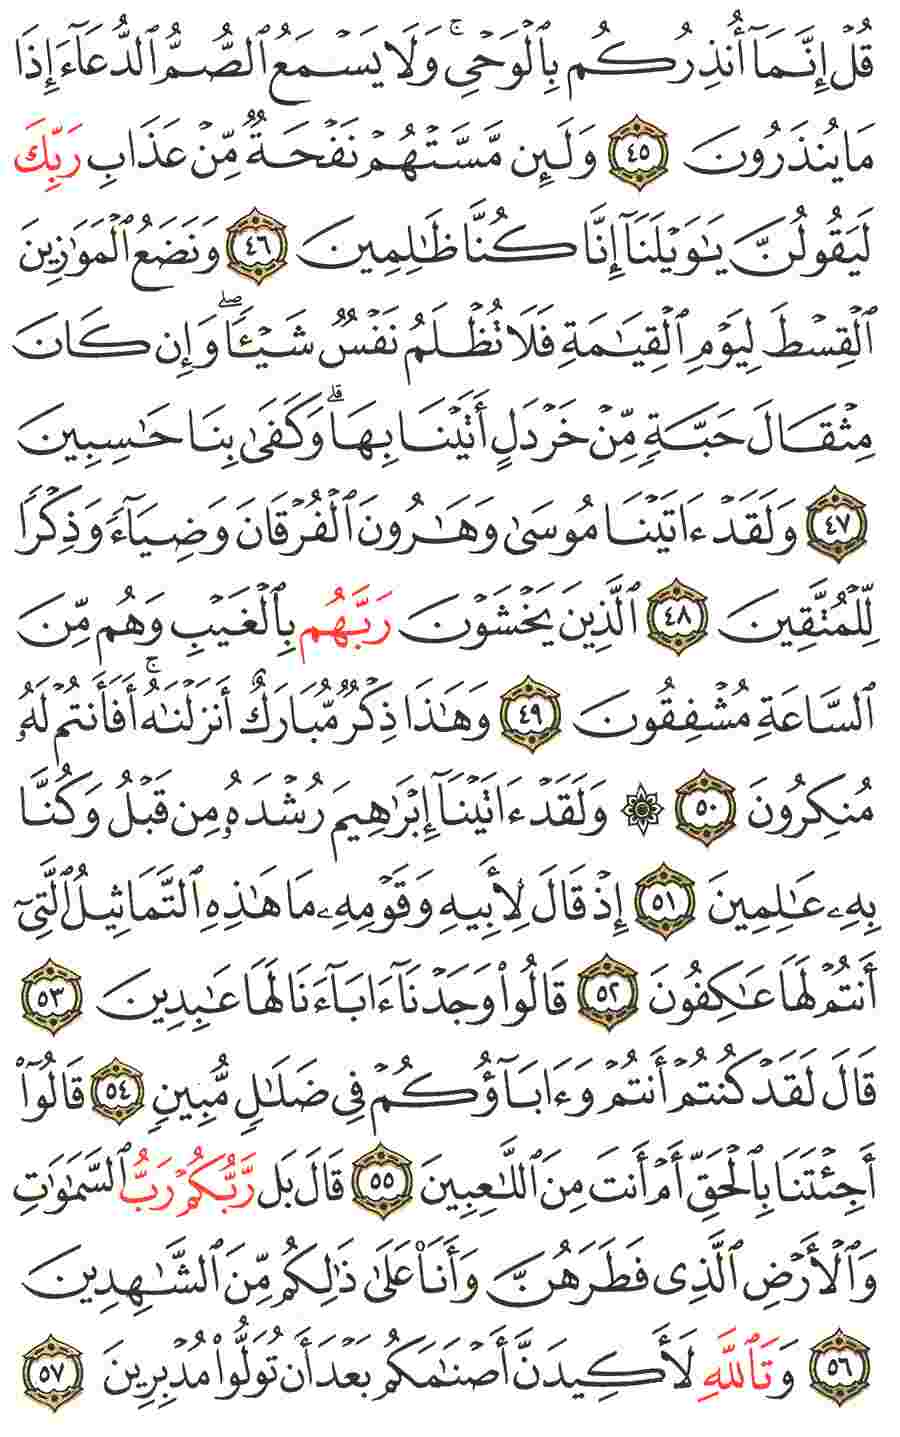 قُلْ إِنَّمَآ أُنذِرُكُم بِٱلْوَحْىِ ۚ وَلَا يَسْمَعُ ٱلصُّمُّ ٱلدُّعَآءَ إِذَا
مَا يُنذَرُونَ ٤٥ وَلَئِن مَّسَّتْهُمْ نَفْحَةٌ مِّنْ عَذَابِ رَبِّكَ
لَيَقُولُنَّ يَٰوَيْلَنَآ إِنَّا كُنَّا ظَٰلِمِينَ ٤٦ وَنَضَعُ ٱلْمَوَٰزِينَ
ٱلْقِسْطَ لِيَوْمِ ٱلْقِيَٰمَةِ فَلَا تُظْلَمُ نَفْسٌ شَيْـًٔا ۖ وَإِن كَانَ
مِثْقَالَ حَبَّةٍ مِّنْ خَرْدَلٍ أَتَيْنَا بِهَا ۗ وَكَفَىٰ بِنَا حَٰسِبِينَ
٤٧ وَلَقَدْ ءَاتَيْنَا مُوسَىٰ وَهَٰرُونَ ٱلْفُرْقَانَ وَضِيَآءً وَذِكْرًا
لِّلْمُتَّقِينَ ٤٨ ٱلَّذِينَ يَخْشَوْنَ رَبَّهُم بِٱلْغَيْبِ وَهُم مِّنَ
ٱلسَّاعَةِ مُشْفِقُونَ ٤٩ وَهَٰذَا ذِكْرٌ مُّبَارَكٌ أَنزَلْنَٰهُ ۚ أَفَأَنتُمْ لَهُۥ
مُنكِرُونَ ٥٠ ۞ وَلَقَدْ ءَاتَيْنَآ إِبْرَٰهِيمَ رُشْدَهُۥ مِن قَبْلُ وَكُنَّا
بِهِۦ عَٰلِمِينَ ٥١ إِذْ قَالَ لِأَبِيهِ وَقَوْمِهِۦ مَا هَٰذِهِ ٱلتَّمَاثِيلُ ٱلَّتِىٓ
أَنتُمْ لَهَا عَٰكِفُونَ ٥٢ قَالُوا۟ وَجَدْنَآ ءَابَآءَنَا لَهَا عَٰبِدِينَ ٥٣
قَالَ لَقَدْ كُنتُمْ أَنتُمْ وَءَابَآؤُكُمْ فِى ضَلَٰلٍ مُّبِينٍ ٥٤ قَالُوٓا۟
أَجِئْتَنَا بِٱلْحَقِّ أَمْ أَنتَ مِنَ ٱللَّٰعِبِينَ ٥٥ قَالَ بَل رَّبُّكُمْ رَبُّ ٱلسَّمَٰوَٰتِ
وَٱلْأَرْضِ ٱلَّذِى فَطَرَهُنَّ وَأَنَا۠ عَلَىٰ ذَٰلِكُم مِّنَ ٱلشَّٰهِدِينَ
٥٦ وَتَٱللَّهِ لَأَكِيدَنَّ أَصْنَٰمَكُم بَعْدَ أَن تُوَلُّوا۟ مُدْبِرِينَ ٥٧